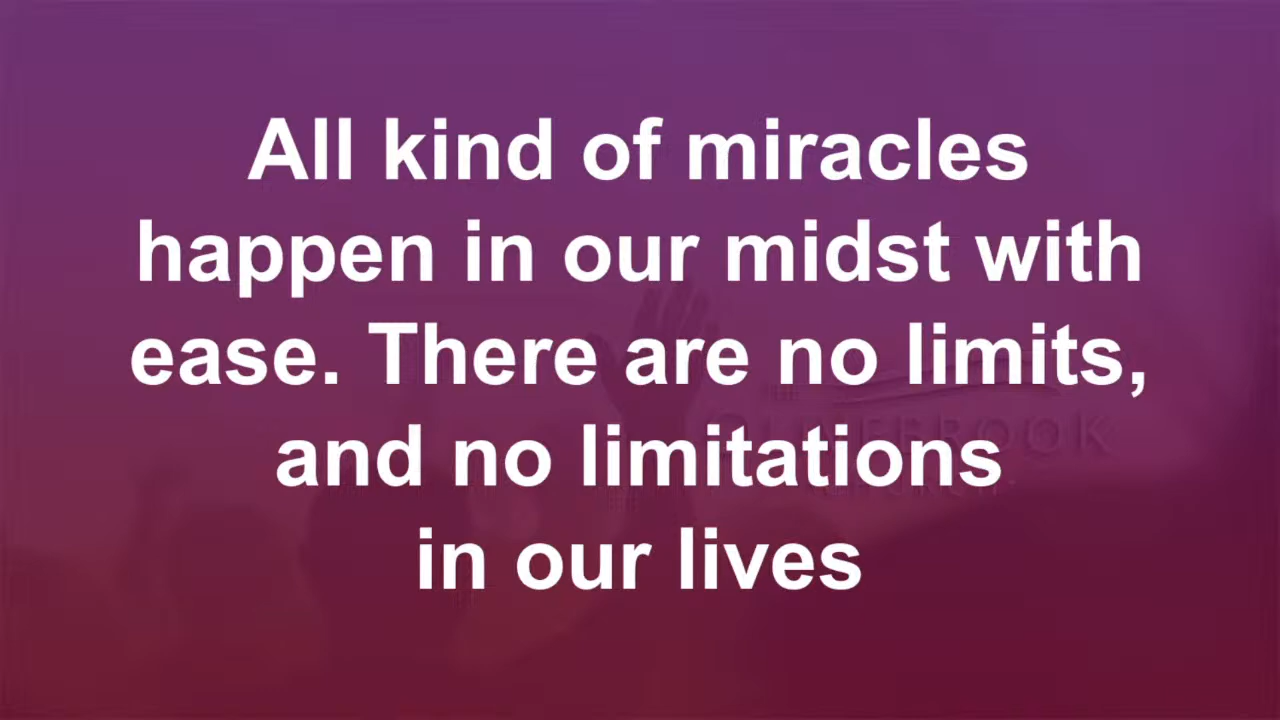 All kind of miracles
happen in our midst with
ease. There are no limits,
and no limitations
in our lives